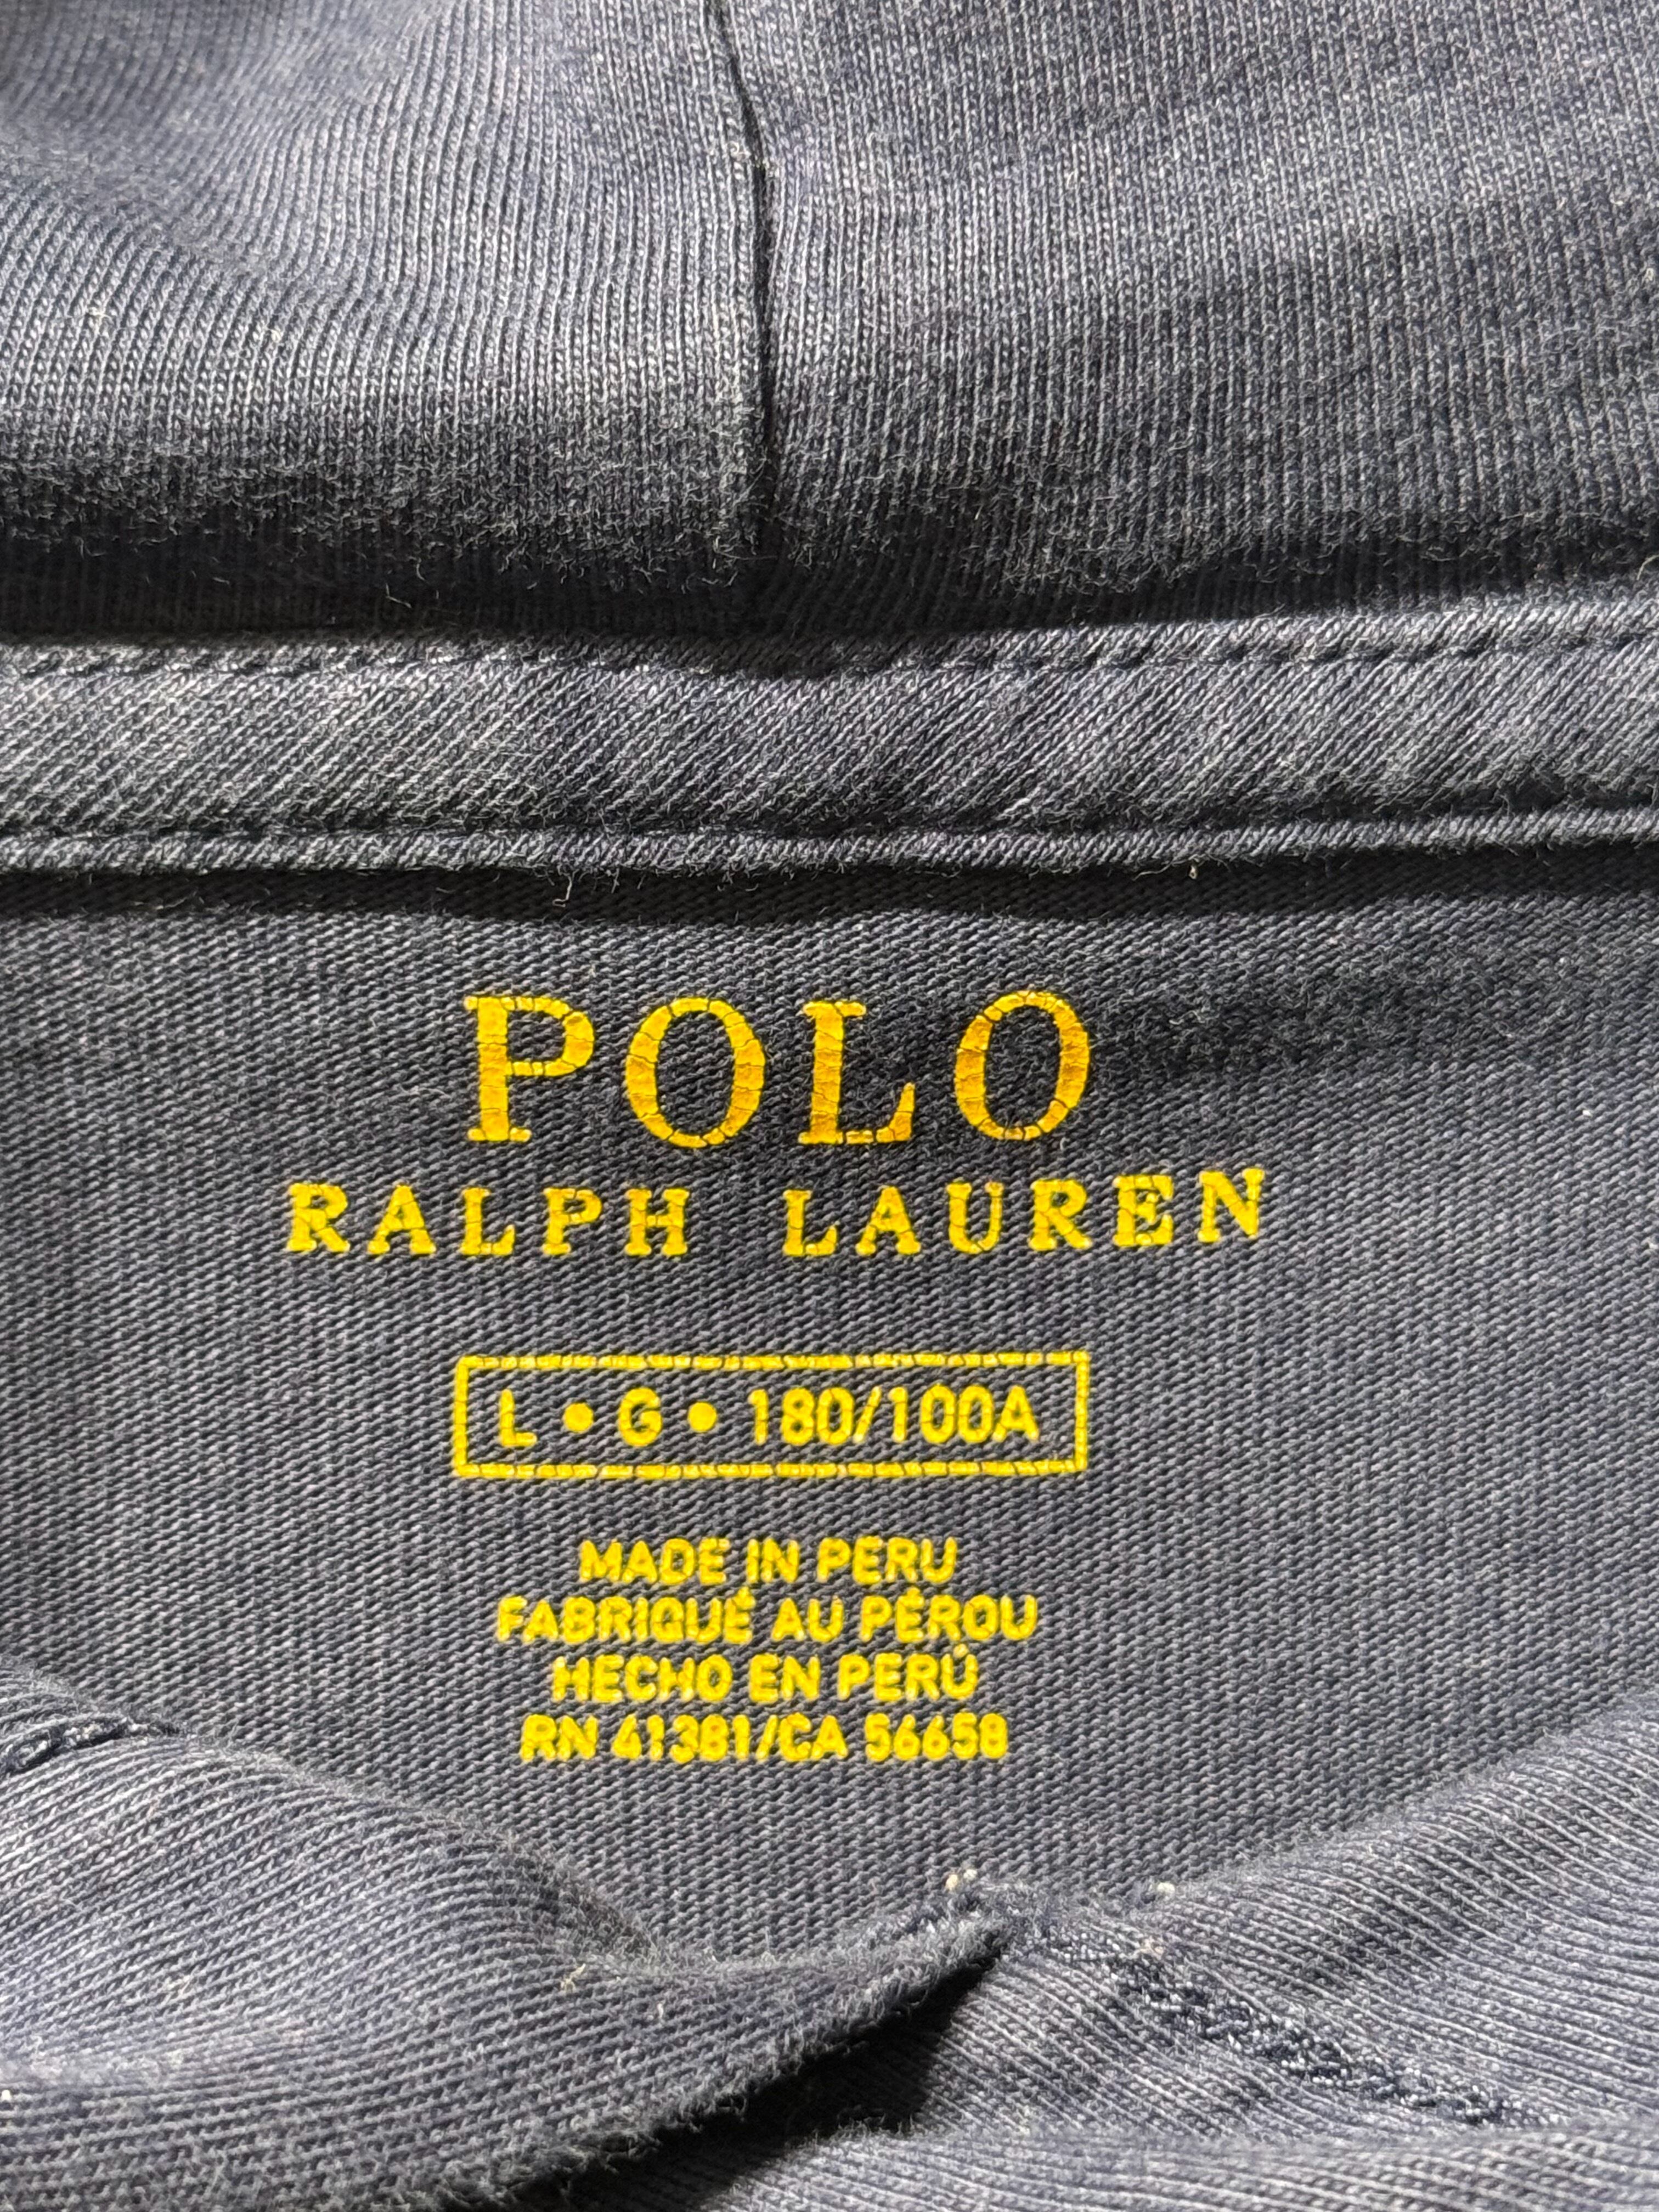 POLO
RALPH LAUREN
L • G • 180/100A
MADE IN PERU
FABRIQUÉ AU PÉROU
HECHO EN PERÚ
RN 41381/CA 56658